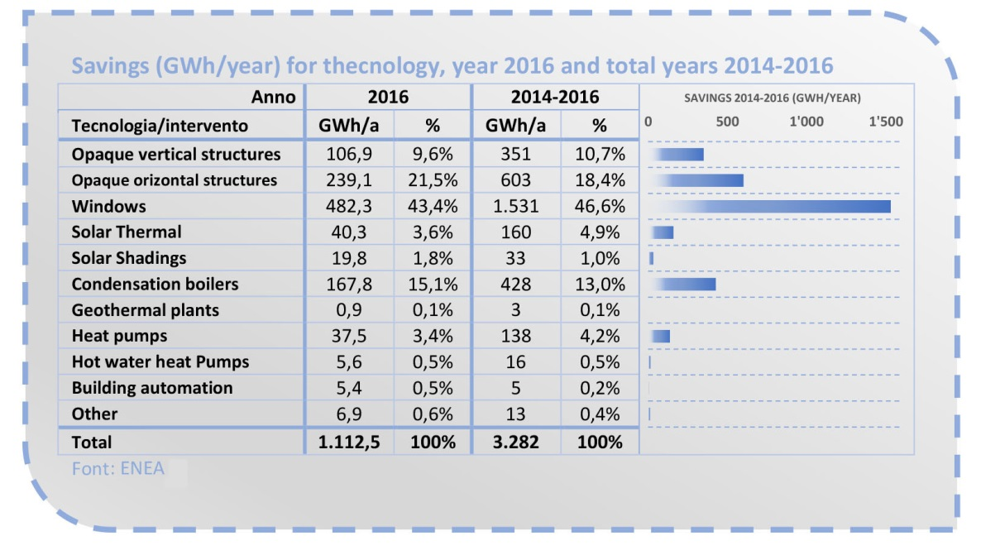 Savings (GWh/year) for thecnology, year 2016 and total years 2014-2016
Anno 2016 2014-2016 SAVINGS 2014-2016 (GWH/YEAR)
Tecnologia/intervento GWh/a % GWh/a % 0 500 1'000 1'500
Opaque vertical structures 106,9 9,6% 351 10,7%
Opaque orizontal structures 239,1 21,5% 603 18,4%
Windows 482,3 43,4% 1.531 46,6%
Solar Thermal 40,3 3,6% 160 4,9%
Solar Shadings 19,8 1,8% 33 1,0%
Condensation boilers 167,8 15,1% 428 13,0%
Geothermal plants 0,9 0,1% 3 0,1%
Heat pumps 37,5 3,4% 138 4,2%
Hot water heat Pumps 5,6 0,5% 16 0,5%
Building automation 5,4 0,5% 5 0,2%
Other 6,9 0,6% 13 0,4%
Total 1.112,5 100% 3.282 100%
Font: ENEA